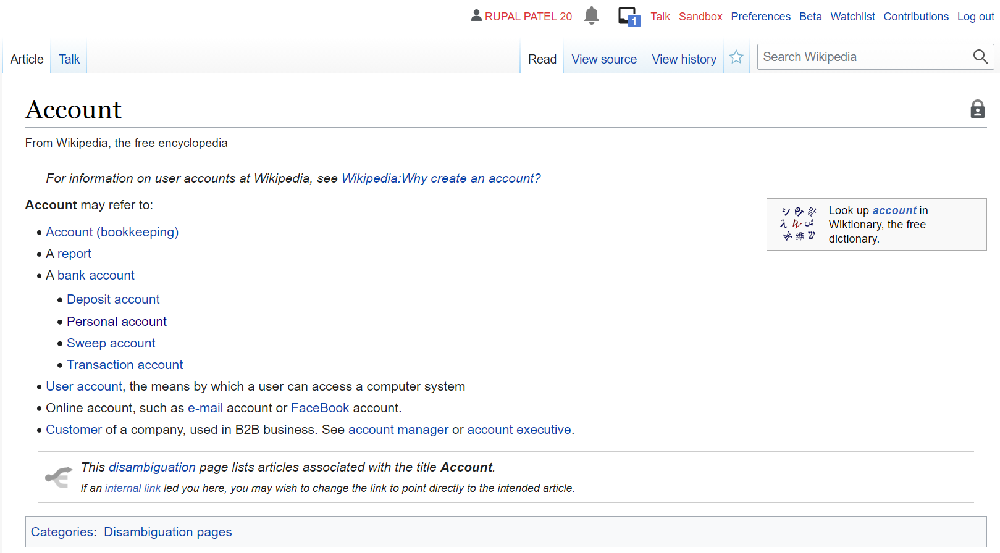 RUPAL PATEL 20 1 Talk Sandbox Preferences Beta Watchlist Contributions Log out
Article Talk Read View source View history Search Wikipedia
Account
From Wikipedia, the free encyclopedia
For information on user accounts at Wikipedia, see Wikipedia:Why create an account?
Account may refer to:
• Account (bookkeeping)
• A report
• A bank account
• Deposit account
• Personal account
• Sweep account
• Transaction account
• User account, the means by which a user can access a computer system
• Online account, such as e-mail account or FaceBook account.
• Customer of a company, used in B2B business. See account manager or account executive.
Look up account in
Wiktionary, the free
dictionary.
This disambiguation page lists articles associated with the title Account.
If an internal link led you here, you may wish to change the link to point directly to the intended article.
Categories: Disambiguation pages